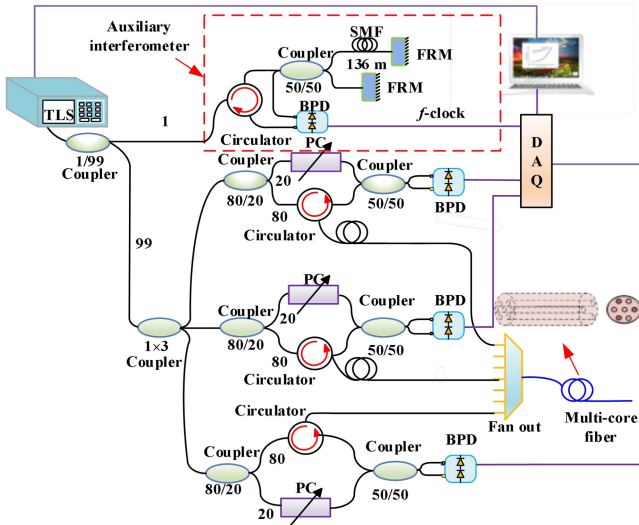 Auxiliary
interferometer
SMF
Coupler
FRM
136 m
50/50
FRM
BPD
TLS
1
f-clock
Circulator
PC
D
A
Q
1/99
Coupler
Coupler
20
Coupler
80/20
80
50/50
BPD
Circulator
99
PC
Coupler
Coupler
BPD
20
80/20
80
50/50
1×3
Coupler
Circulator
Circulator
Fan out
Multi-core
fiber
Coupler
BPD
80
80/20
PC
50/50
20